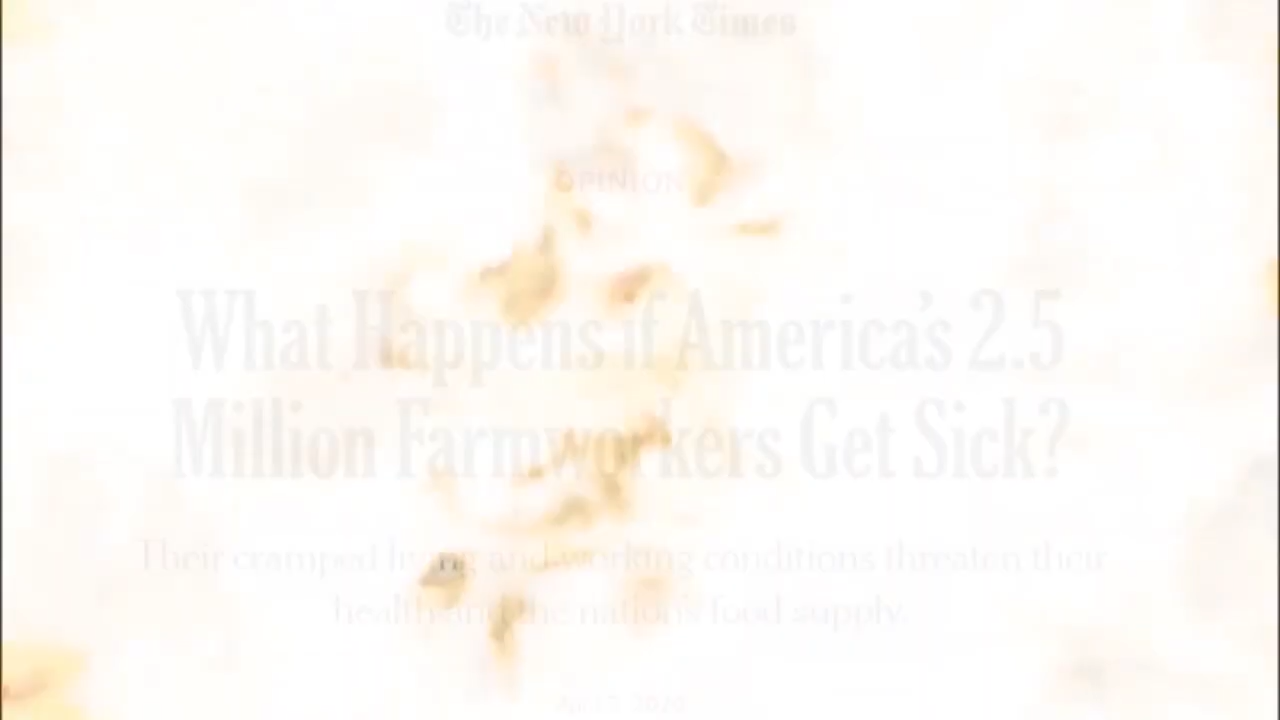 The New York Times
OPINION
What Happens if America's 2.5
Million Farmworkers Get Sick?
Their cramped living and working conditions threaten their
health and the nation's food supply.
2020